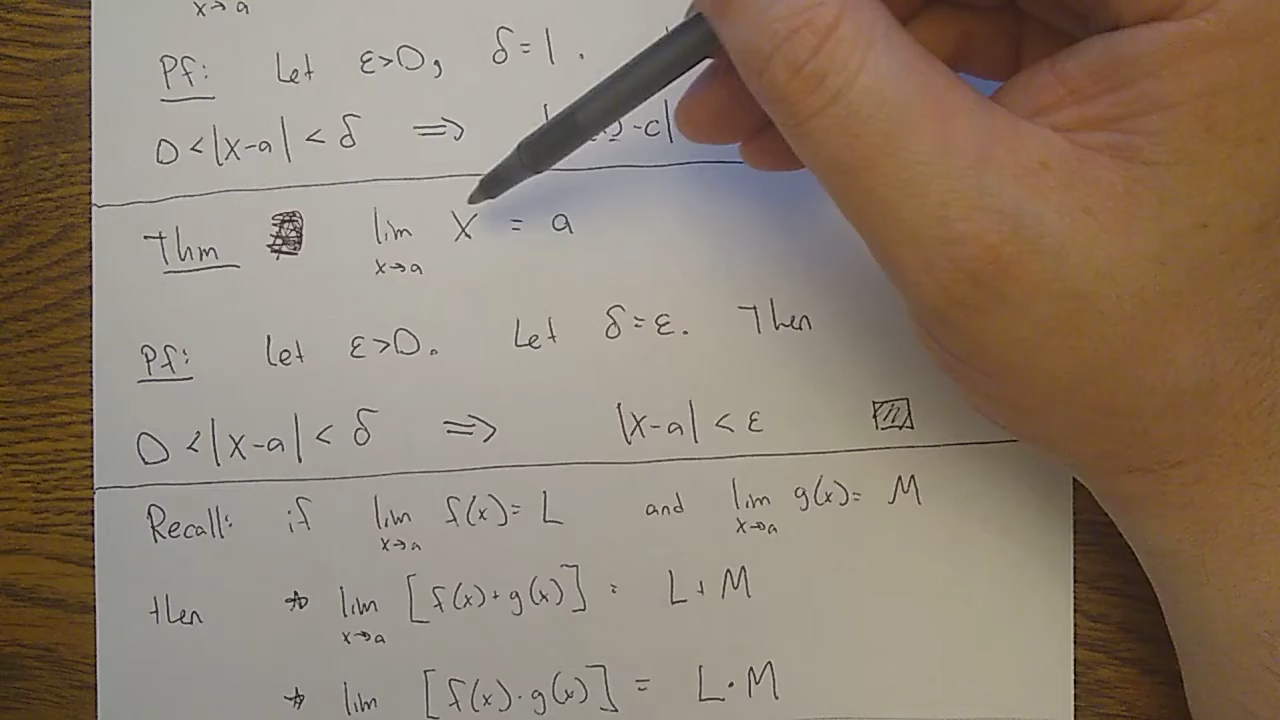 x→a
Pf: Let ε>0, δ=1.
0<|x-a|<δ ⇒ -c|
Thm lim x = a
x→a
Pf: Let ε>0. Let δ=ε. Then
0<|x-a|<δ ⇒ |x-a|<ε
Recall: if lim f(x)=L and lim g(x)=M
x→a x→a
then * lim [f(x)+g(x)] = L+M
x→a
* lim [f(x)·g(x)] = L·M